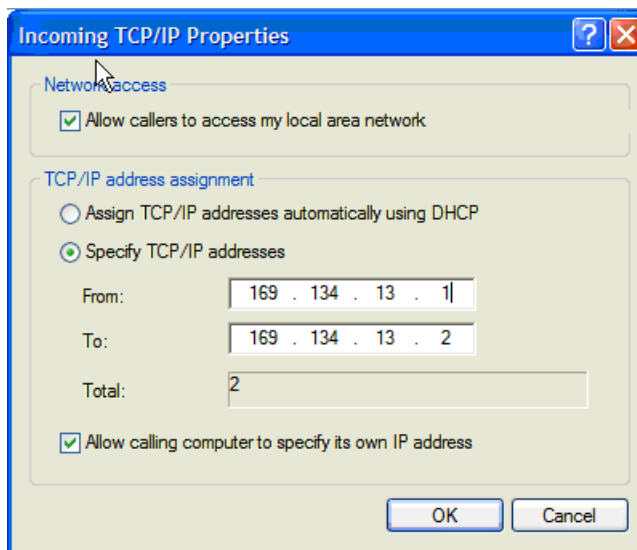 Incoming TCP/IP Properties
Network access
Allow callers to access my local area network
TCP/IP address assignment
Assign TCP/IP addresses automatically using DHCP
Specify TCP/IP addresses
From: 169 . 134 . 13 . 1
To: 169 . 134 . 13 . 2
Total: 2
Allow calling computer to specify its own IP address
OK Cancel